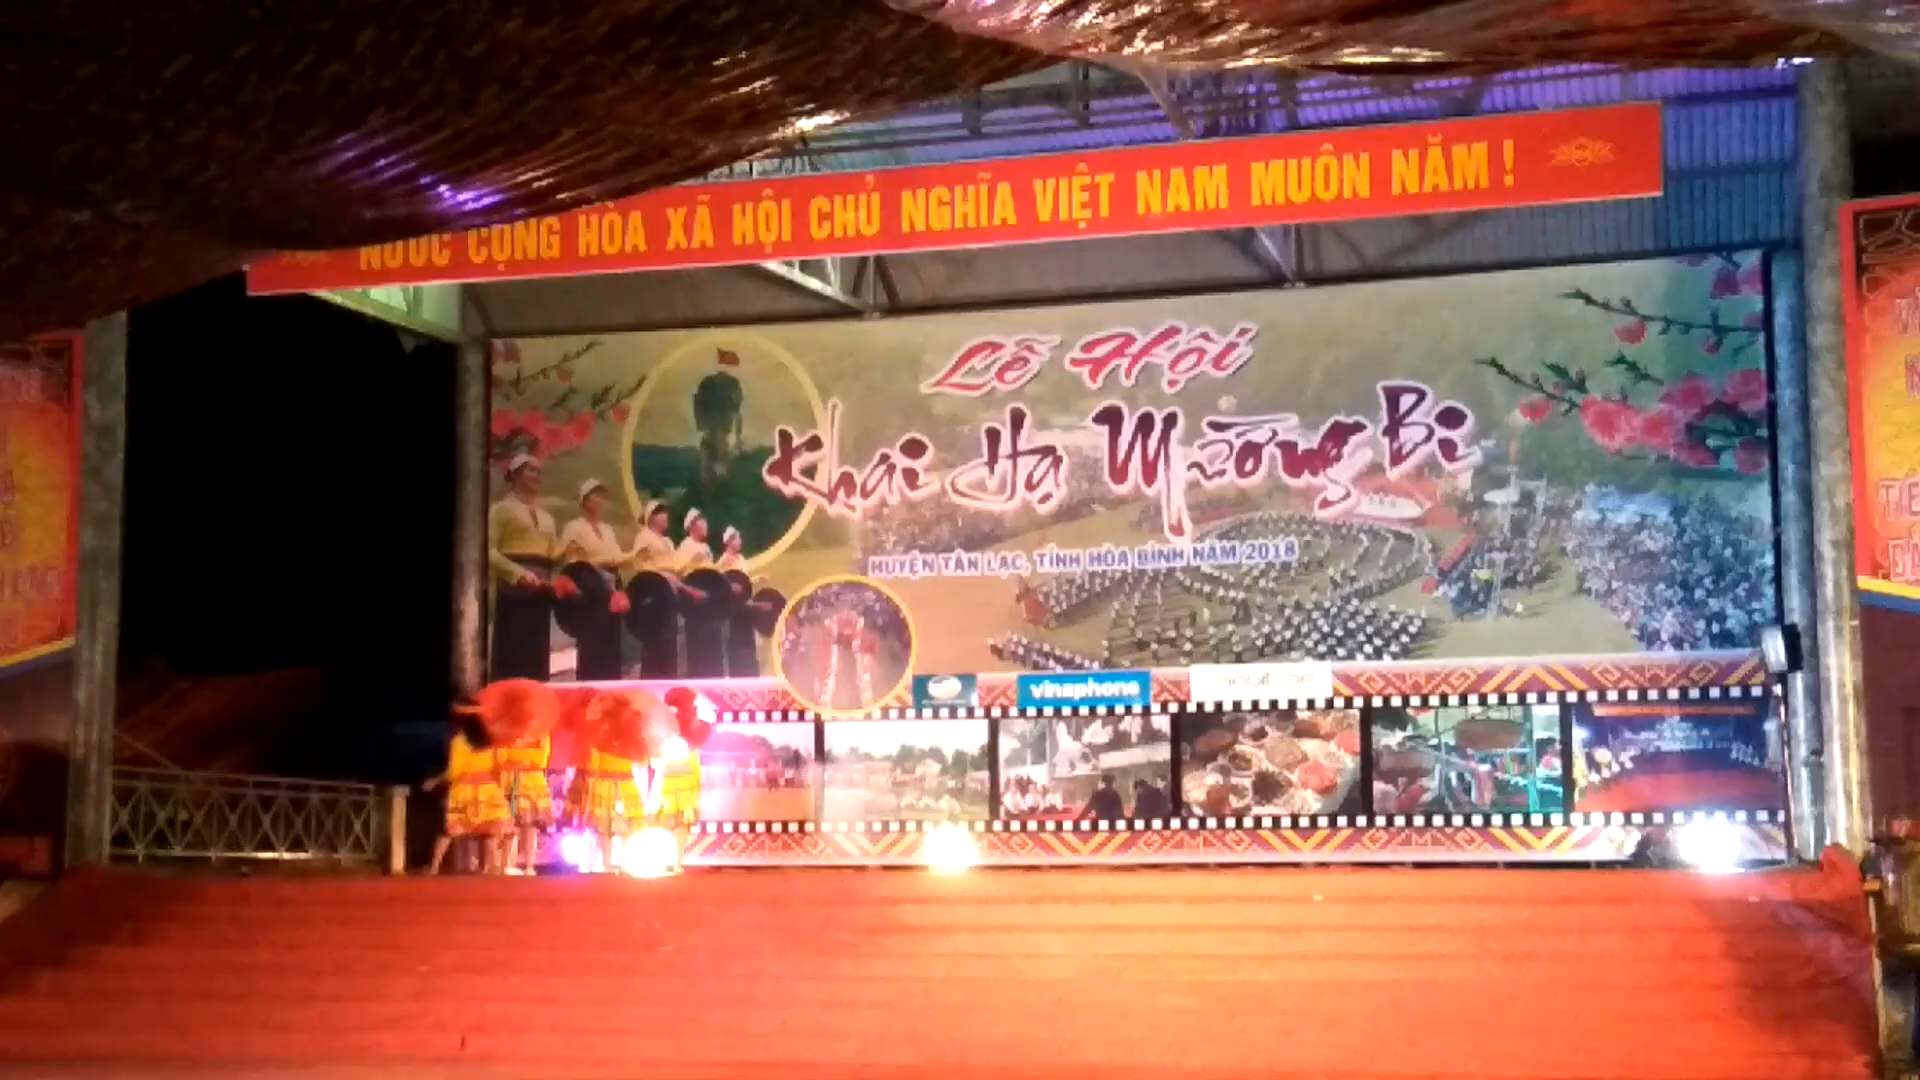 NƯỚC CỘNG HÒA XÃ HỘI CHỦ NGHĨA VIỆT NAM MUÔN NĂM !
Lễ Hội
Khai Hạ Mường Bi
HUYỆN TÂN LẠC, TỈNH HÒA BÌNH NĂM 2018
vinaphone
mobifone